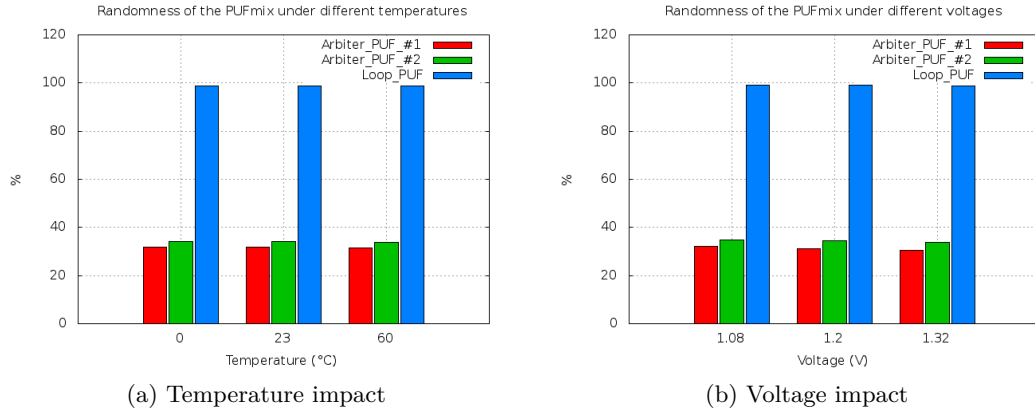 Randomness of the PUFmix under different temperatures
120
100
80
60
40
20
0
%
Arbiter_PUF_#1
Arbiter_PUF_#2
Loop_PUF
0 23 60
Temperature (°C)
(a) Temperature impact
Randomness of the PUFmix under different voltages
120
100
80
60
40
20
0
%
Arbiter_PUF_#1
Arbiter_PUF_#2
Loop_PUF
1.08 1.2 1.32
Voltage (V)
(b) Voltage impact